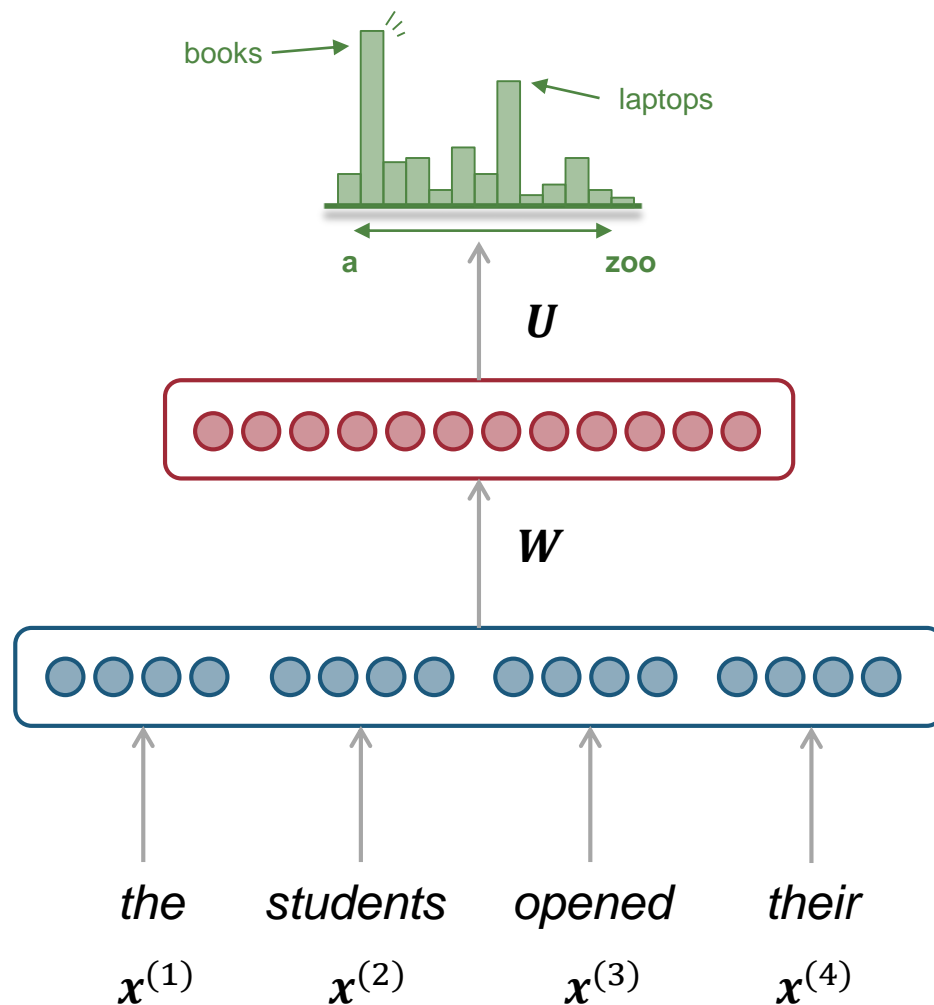 books
laptops
a zoo
U
W
the students opened their
x^(1) x^(2) x^(3) x^(4)